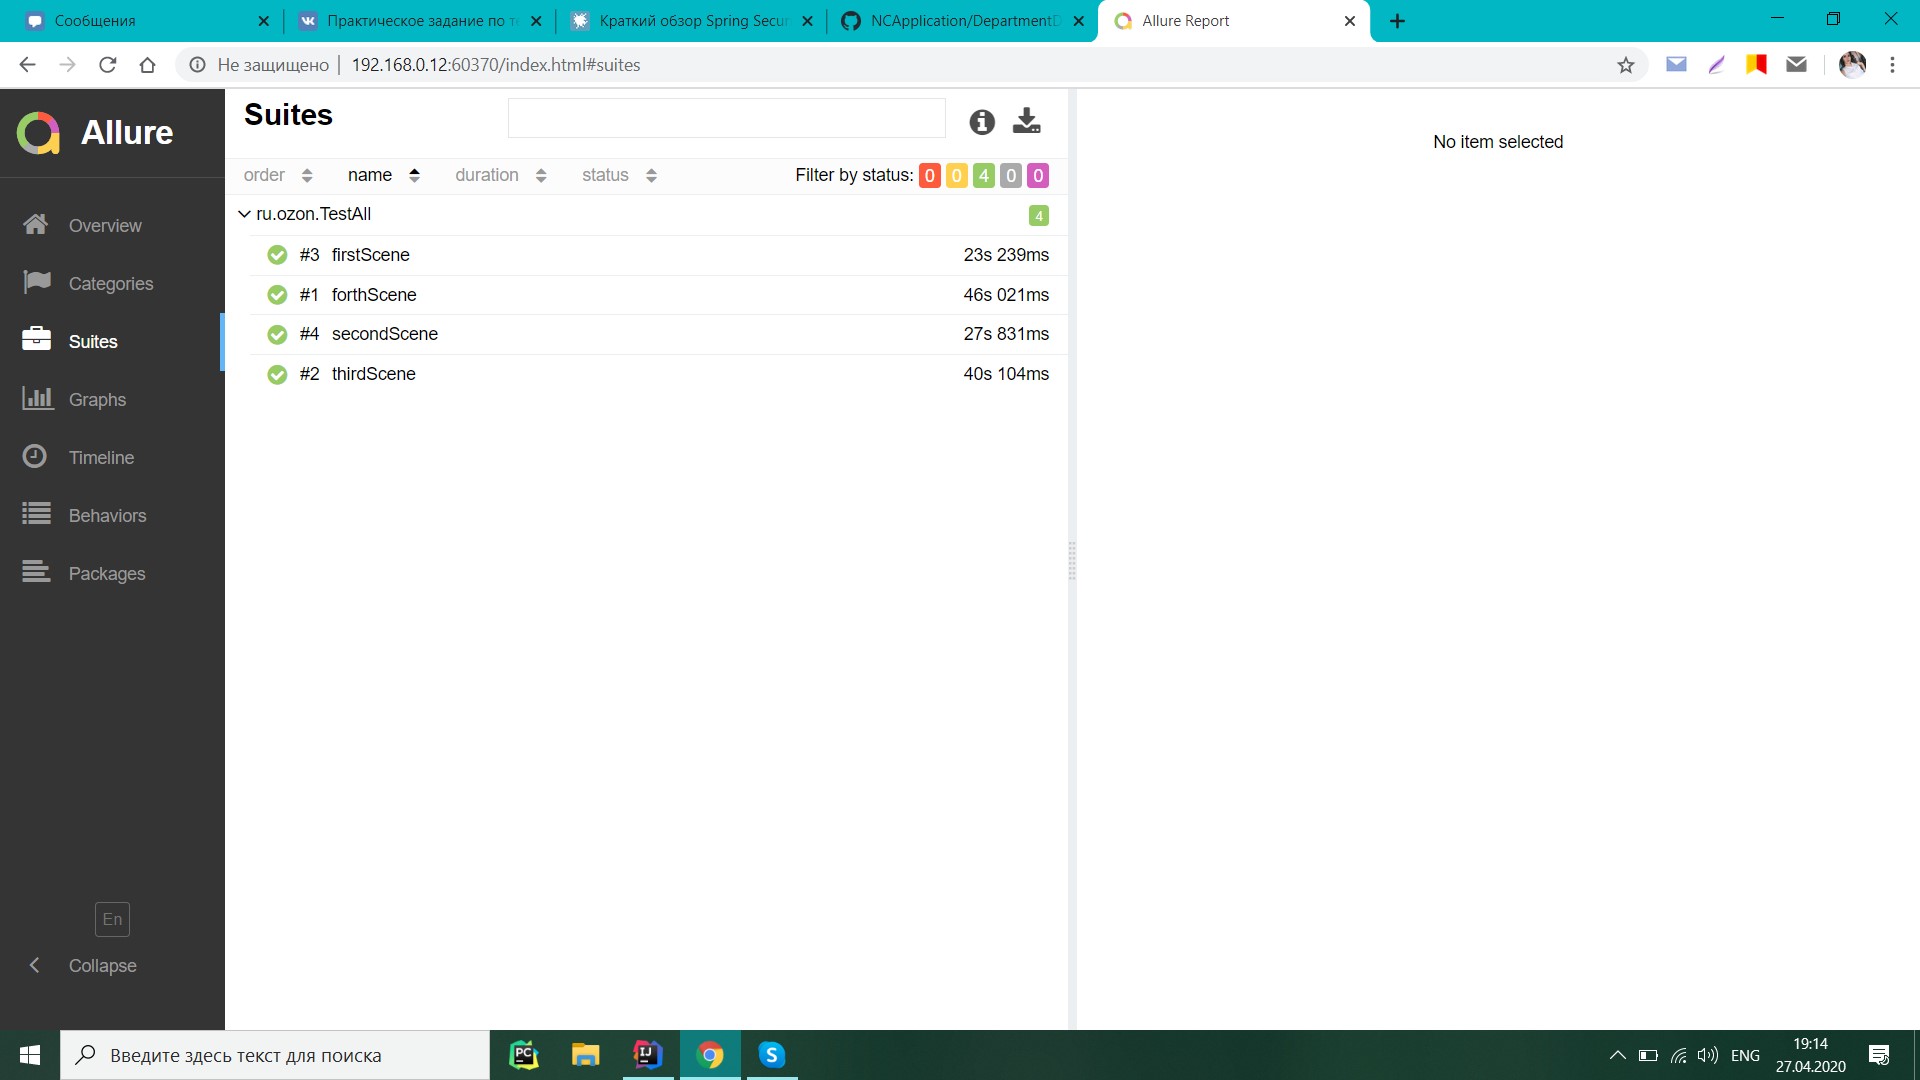 Сообщения
Практическое задание по т
Краткий обзор Spring Secur
NCApplication/DepartmentD
Allure Report
Не защищено
192.168.0.12:60370/index.html#suites
Allure
Overview
Categories
Suites
Graphs
Timeline
Behaviors
Packages
En
Collapse
Suites
order name duration status Filter by status: 0 0 4 0 0
ru.ozon.TestAll 4
#3 firstScene 23s 239ms
#1 forthScene 46s 021ms
#4 secondScene 27s 831ms
#2 thirdScene 40s 104ms
No item selected
Введите здесь текст для поиска
ENG
19:14
27.04.2020